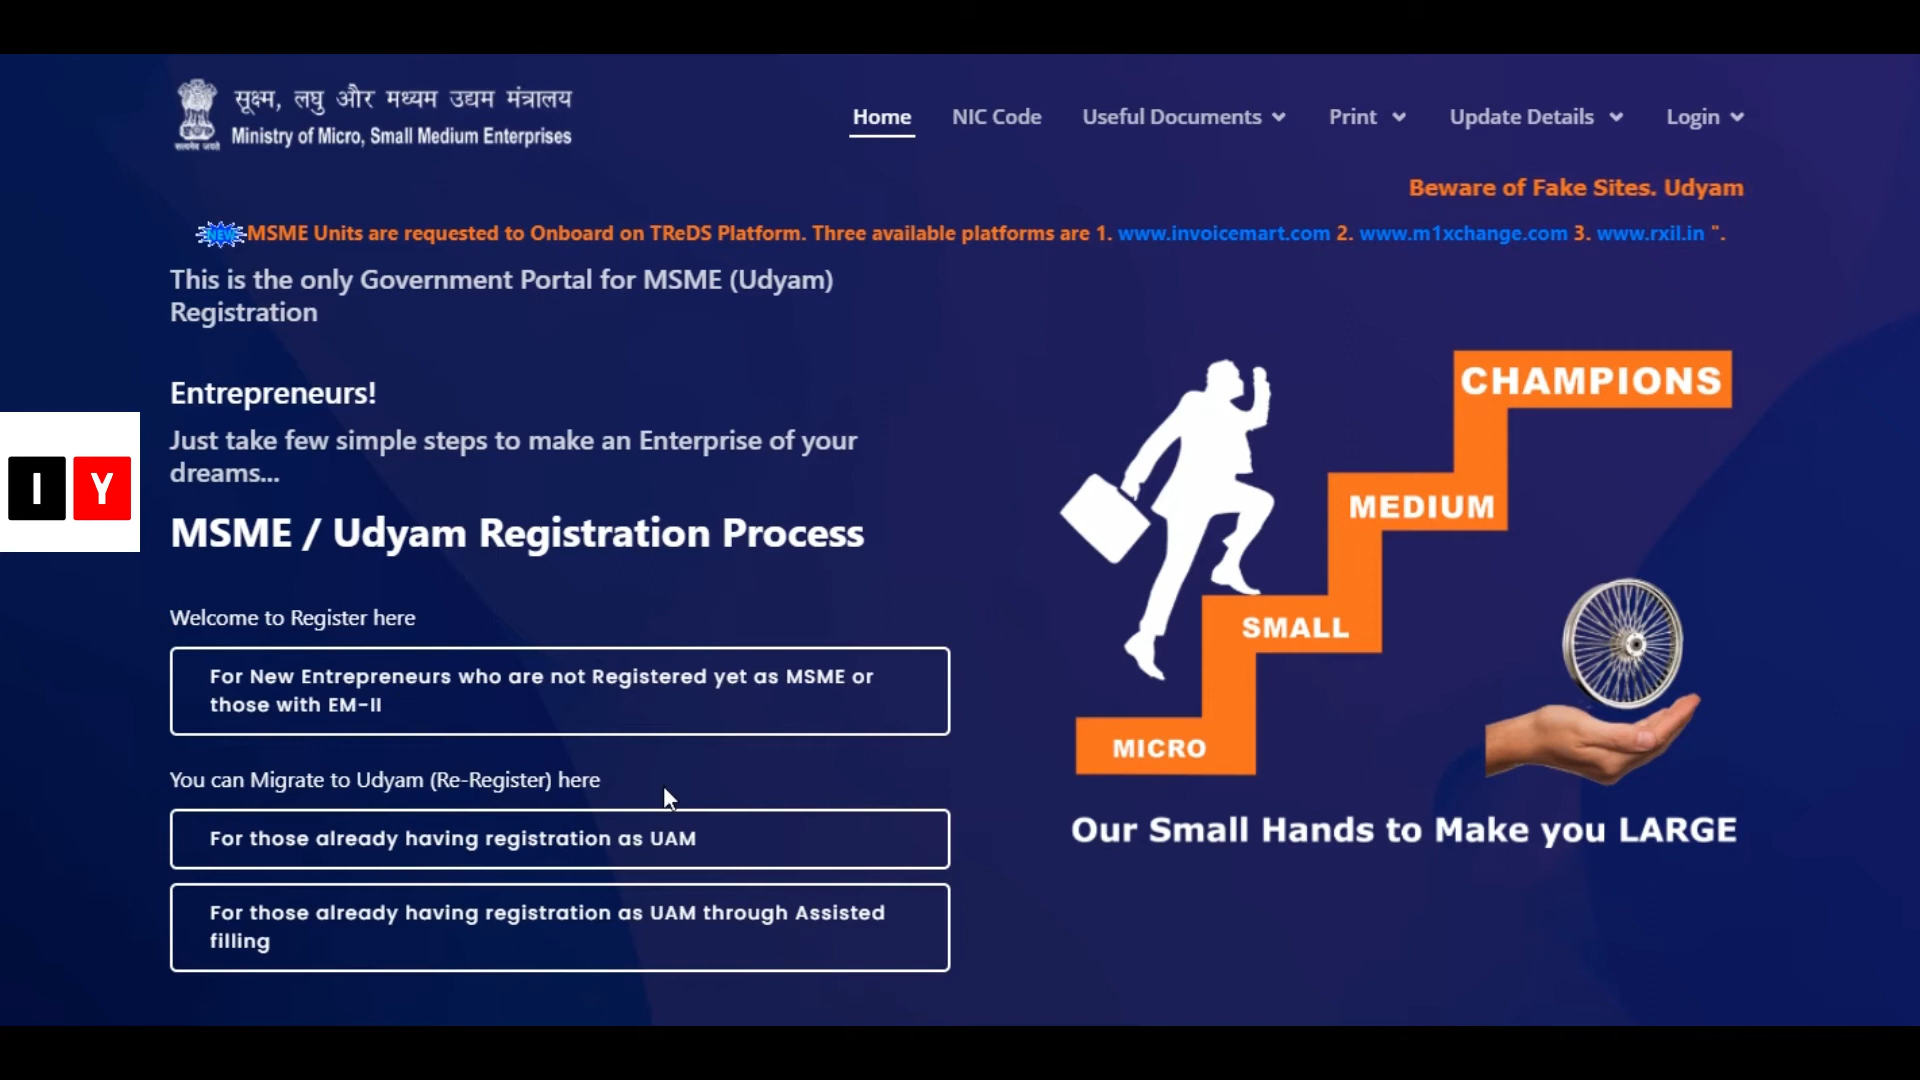 सूक्ष्म, लघु और मध्यम उद्यम मंत्रालय
Ministry of Micro, Small Medium Enterprises
सत्यमेव जयते
Home NIC Code Useful Documents Print Update Details Login
Beware of Fake Sites. Udyam
NEW MSME Units are requested to Onboard on TReDS Platform. Three available platforms are 1. www.invoicemart.com 2. www.m1xchange.com 3. www.rxil.in ".
This is the only Government Portal for MSME (Udyam)
Registration
Entrepreneurs!
Just take few simple steps to make an Enterprise of your
dreams...
I Y
MSME / Udyam Registration Process
Welcome to Register here
For New Entrepreneurs who are not Registered yet as MSME or
those with EM-II
You can Migrate to Udyam (Re-Register) here
For those already having registration as UAM
For those already having registration as UAM through Assisted
filling
CHAMPIONS
MEDIUM
SMALL
MICRO
Our Small Hands to Make you LARGE